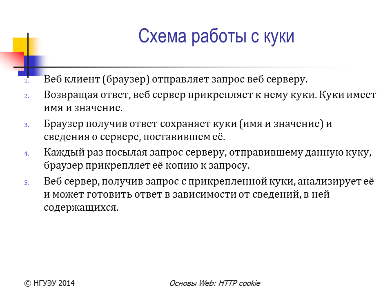 Схема работы с куки
1. Веб клиент (браузер) отправляет запрос веб серверу.
2. Возвращая ответ, веб сервер прикрепляет к нему куки. Куки имеет
имя и значение.
3. Браузер получив ответ сохраняет куки (имя и значение) и
сведения о сервере, поставившем её.
4. Каждый раз посылая запрос серверу, отправившему данную куку,
браузер прикрепляет её копию к запросу.
5. Веб сервер, получив запрос с прикрепленной куки, анализирует её
и может готовить ответ в зависимости от сведений, в ней
содержащихся.
© НГУЭУ 2014
Основы Web: HTTP cookie